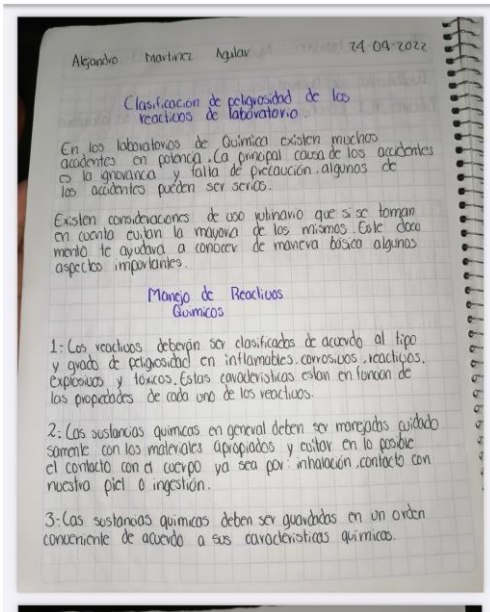 Alejandro Martinez Aguilar 24-09-2022
Clasificacion de peligrosidad de los
reacticos de laboratorio
En los laboratorios de Quimica existen muchos
accidentes en potencia. La principal causa de los accidentes
es la ignorancia y falta de precaución. algunos de
los accidentes pueden ser serios.
Existen consideraciones de uso rutinario que si se toman
en cuenta evitan la mayoria de los mismos. Este docu
mento te ayudara a conocer de manera básica algunos
aspectos importantes.
Manejo de Reactivos
Quimicos
1: Los reactivos deberán ser clasificados de acuerdo al tipo
y grado de peligrosidad en inflamables. corrosivos, reactivos.
explosivos y toxicos. Estas caracteristicas estan en funcion de
las propiedades de cada uno de los reactivos.
2: Las sustancias quimicas en general deben ser manejadas cuidado
samente con los materiales apropiados y evitar en lo posible
el contacto con el cuerpo ya sea por: inhalación, contacto con
nuestra piel o ingestión.
3: Las sustancias quimicas deben ser guardadas en un orden
conveniente de acuerdo a sus caracteristicas quimicas.